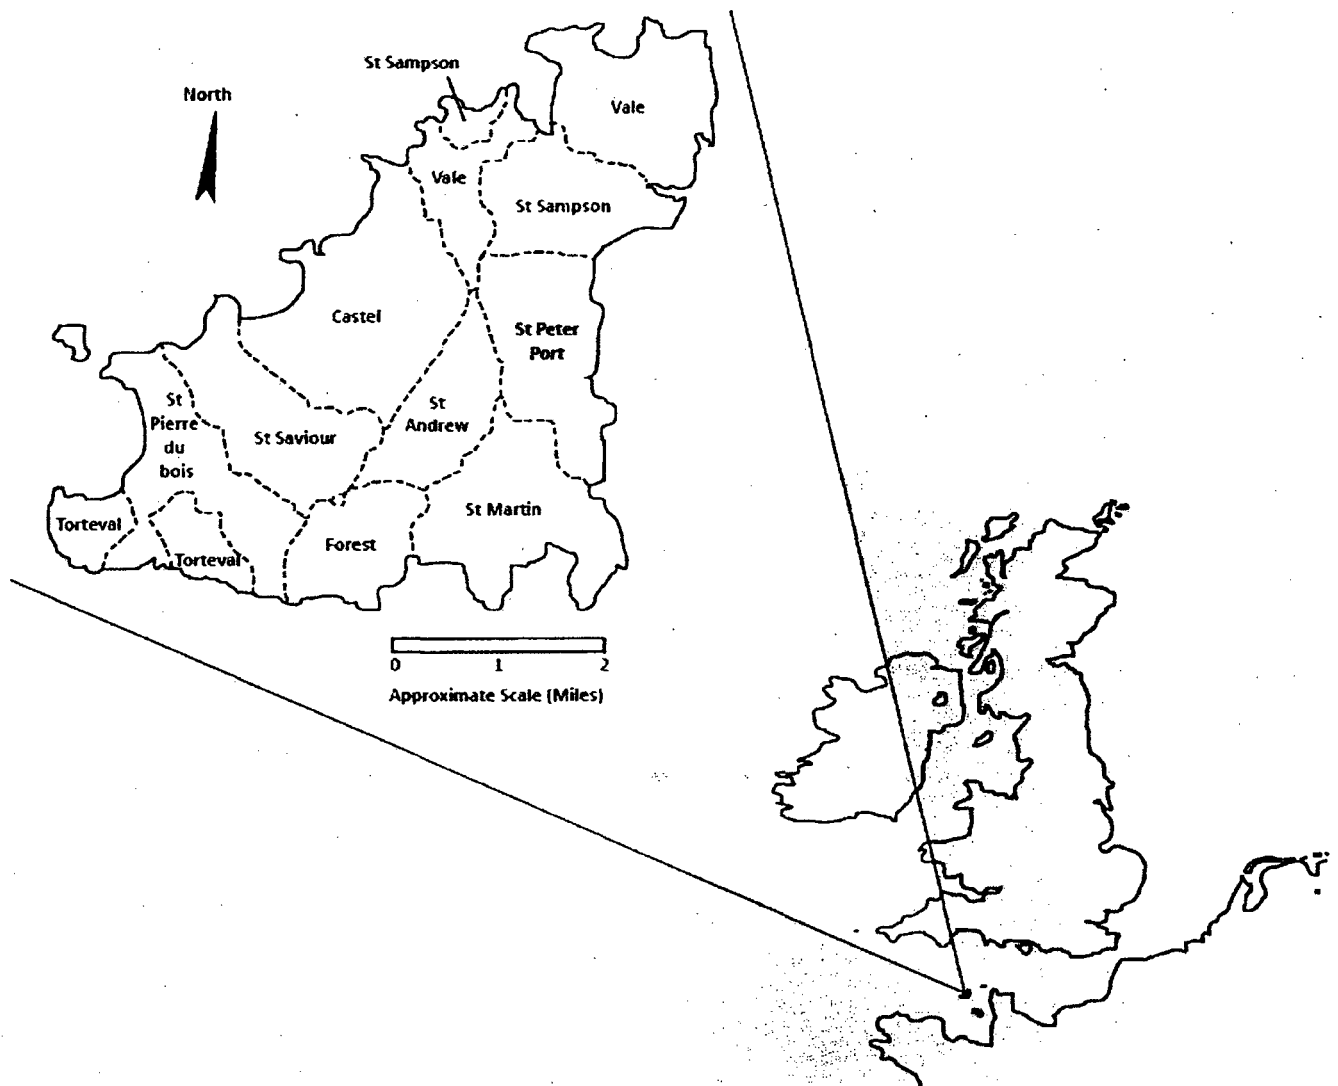 St Sampson
North
Vale
Vale
St Sampson
Castel
St Peter
Port
St
Pierre
du
bois
St
Andrew
St Saviour
Torteval
Torteval
Forest
St Martin
0 1 2
Approximate Scale (Miles)